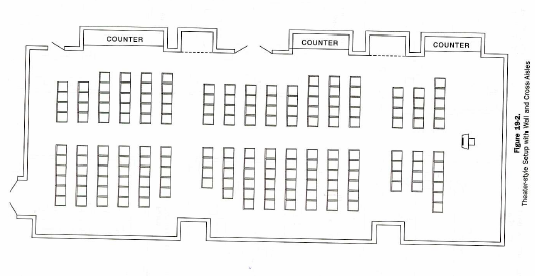 COUNTER
COUNTER
COUNTER
Figure 19-2.
Theater-style Setup with Wall and Cross-Aisles